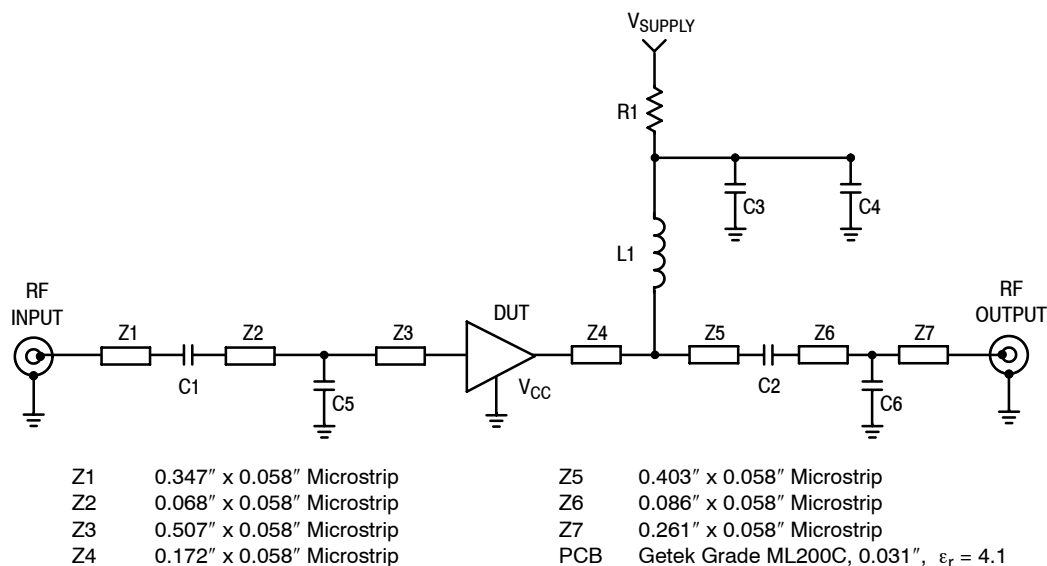 V_SUPPLY
R1
C3
C4
L1
RF
INPUT
RF
OUTPUT
DUT
Z1
Z2
Z3
Z4
Z5
Z6
Z7
C1
C5
V_CC
C2
C6
Z1 0.347″ x 0.058″ Microstrip
Z2 0.068″ x 0.058″ Microstrip
Z3 0.507″ x 0.058″ Microstrip
Z4 0.172″ x 0.058″ Microstrip
Z5 0.403″ x 0.058″ Microstrip
Z6 0.086″ x 0.058″ Microstrip
Z7 0.261″ x 0.058″ Microstrip
PCB Getek Grade ML200C, 0.031″, ε_r = 4.1